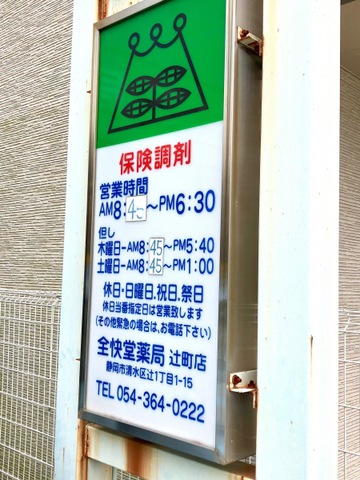 保険調剤
営業時間
AM8:45～PM6:30
但し
木曜日－AM8:45～PM5:40
土曜日－AM8:45～PM1:00
休日・日曜日.祝日.祭日
休日当番指定日は営業致します
(その他緊急の場合は、お電話下さい)
全快堂薬局 辻町店
静岡市清水区辻1丁目1-15
TEL 054-364-0222